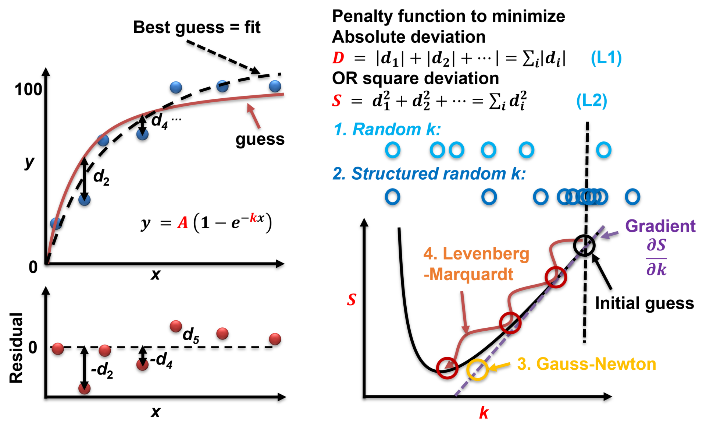 Best guess = fit
100
d₄ ...
guess
y
d₂
y = A (1 − e^{−kx})
0
x
Residual
0
d₅
-d₂
-d₄
x
Penalty function to minimize
Absolute deviation
D = |d₁| + |d₂| + ⋯ | = ∑ᵢ|dᵢ| (L1)
OR square deviation
S = d₁² + d₂² + ⋯ = ∑ᵢ dᵢ² (L2)
1. Random k:
2. Structured random k:
Gradient
∂S
∂k
4. Levenberg
-Marquardt
S
Initial guess
3. Gauss-Newton
k